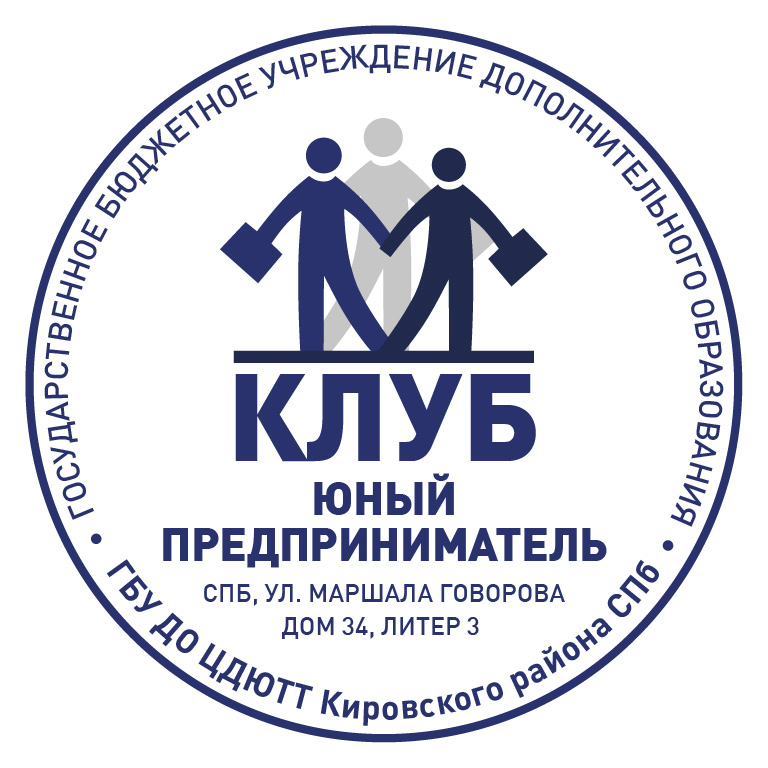 ГОСУДАРСТВЕННОЕ БЮДЖЕТНОЕ УЧРЕЖДЕНИЕ ДОПОЛНИТЕЛЬНОГО ОБРАЗОВАНИЯ
КЛУБ
ЮНЫЙ
ПРЕДПРИНИМАТЕЛЬ
СПБ, УЛ. МАРШАЛА ГОВОРОВА
ДОМ 34, ЛИТЕР З
• ГБУ ДО ЦДЮТТ Кировского района СПб •